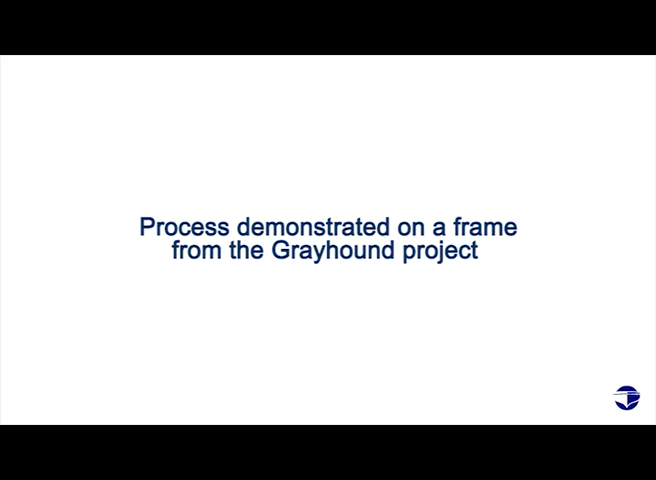 Process demonstrated on a frame
from the Grayhound project